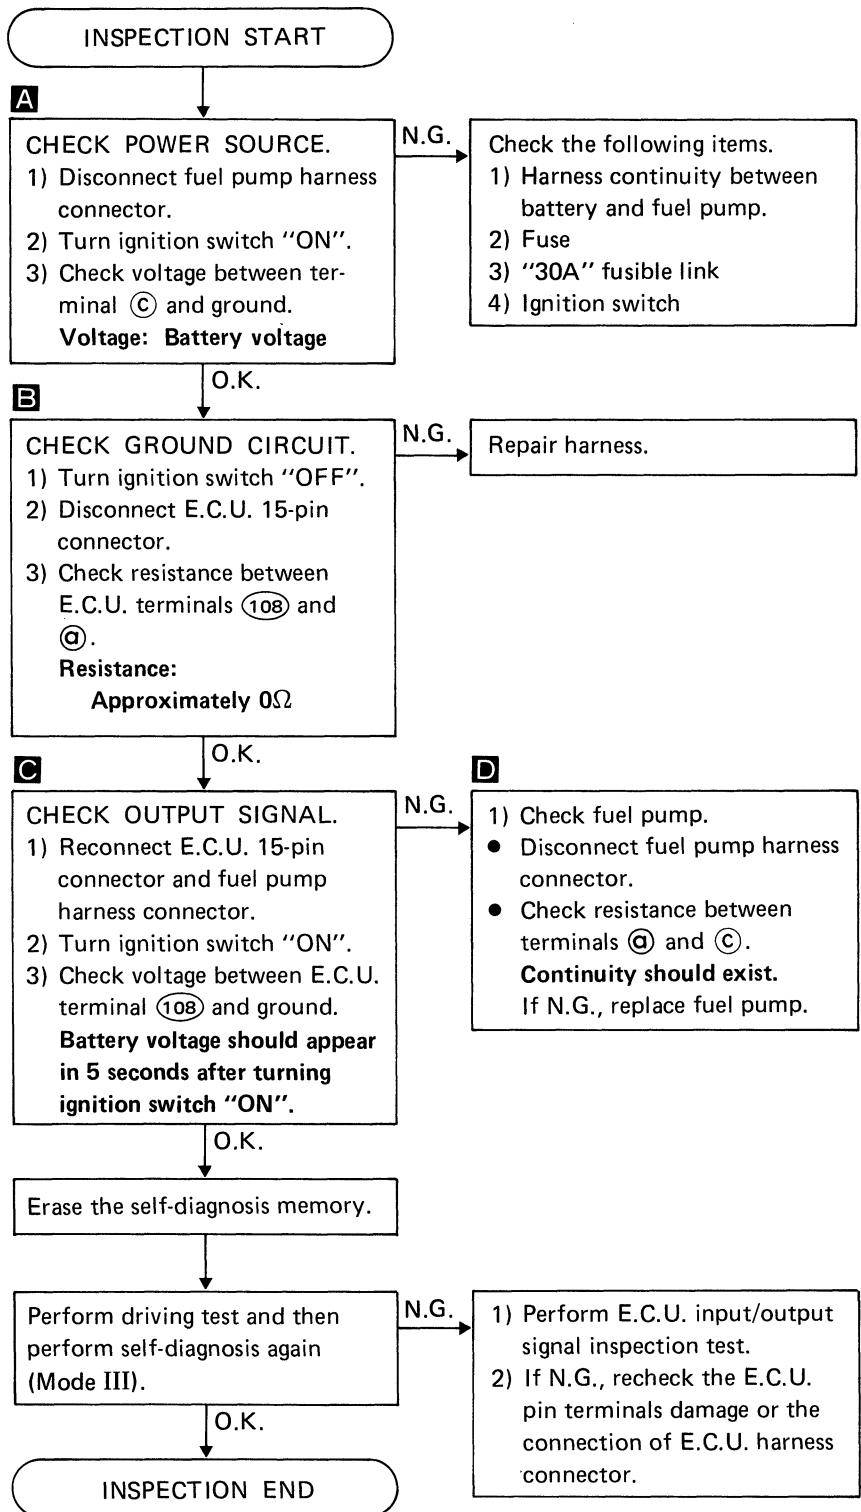 INSPECTION START
A
CHECK POWER SOURCE.
1) Disconnect fuel pump harness
connector.
2) Turn ignition switch "ON".
3) Check voltage between ter-
minal ⓒ and ground.
Voltage: Battery voltage
N.G.
Check the following items.
1) Harness continuity between
battery and fuel pump.
2) Fuse
3) "30A" fusible link
4) Ignition switch
O.K.
B
CHECK GROUND CIRCUIT.
1) Turn ignition switch "OFF".
2) Disconnect E.C.U. 15-pin
connector.
3) Check resistance between
E.C.U. terminals (108) and
ⓐ.
Resistance:
Approximately 0Ω
N.G.
Repair harness.
O.K.
C
CHECK OUTPUT SIGNAL.
1) Reconnect E.C.U. 15-pin
connector and fuel pump
harness connector.
2) Turn ignition switch "ON".
3) Check voltage between E.C.U.
terminal (108) and ground.
Battery voltage should appear
in 5 seconds after turning
ignition switch "ON".
N.G.
D
1) Check fuel pump.
● Disconnect fuel pump harness
connector.
● Check resistance between
terminals ⓐ and ⓒ.
Continuity should exist.
If N.G., replace fuel pump.
O.K.
Erase the self-diagnosis memory.
Perform driving test and then
perform self-diagnosis again
(Mode III).
N.G.
1) Perform E.C.U. input/output
signal inspection test.
2) If N.G., recheck the E.C.U.
pin terminals damage or the
connection of E.C.U. harness
connector.
O.K.
INSPECTION END